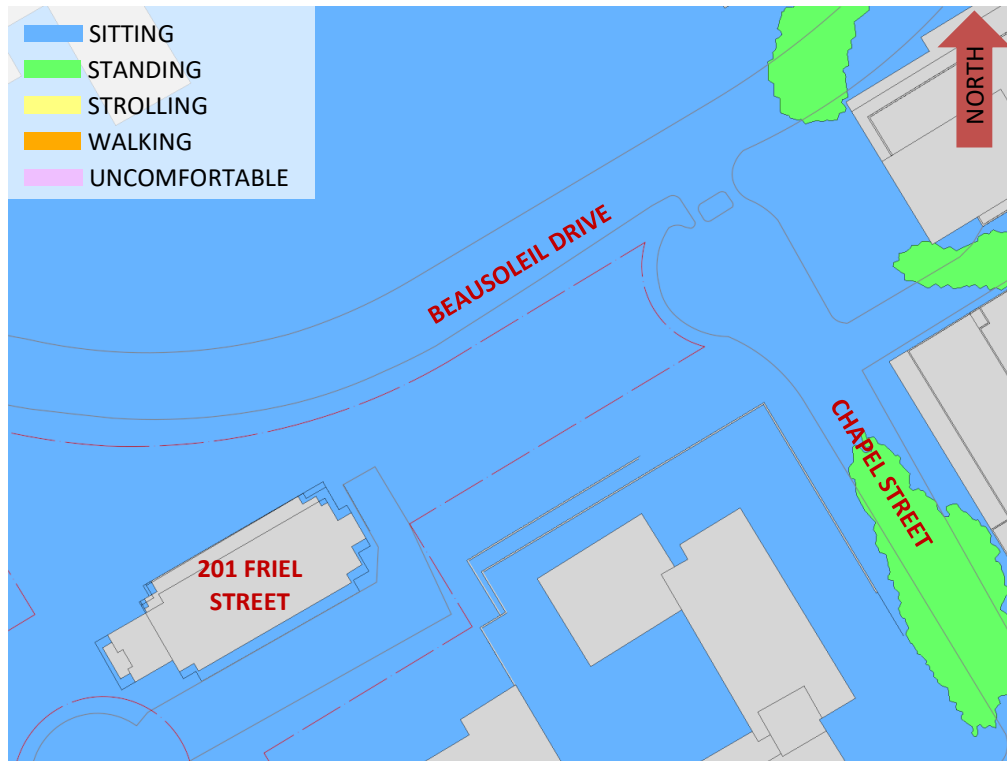 SITTING
STANDING
STROLLING
WALKING
UNCOMFORTABLE
NORTH
BEAUSOLEIL DRIVE
CHAPEL STREET
201 FRIEL
STREET